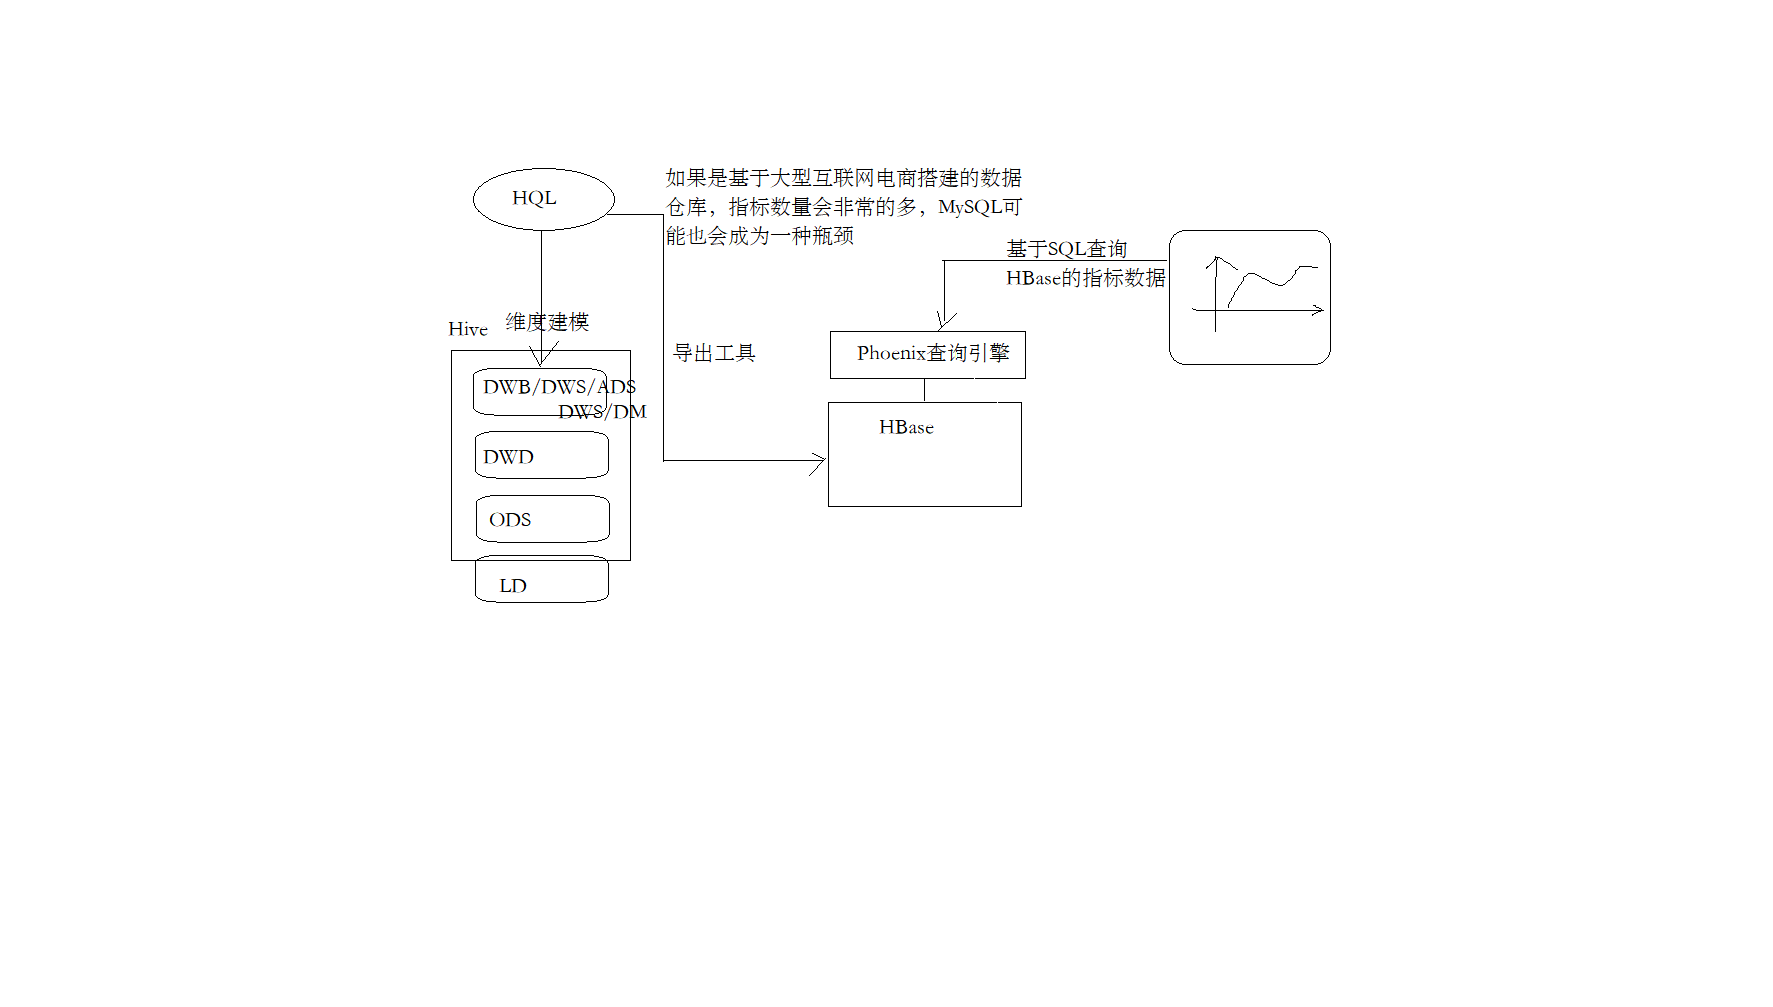 HQL
如果是基于大型互联网电商搭建的数据
仓库，指标数量会非常的多，MySQL可
能也会成为一种瓶颈
基于SQL查询
HBase的指标数据
Hive
维度建模
导出工具
Phoenix查询引擎
DWB/DWS/ADS
DWS/DM
HBase
DWD
ODS
LD